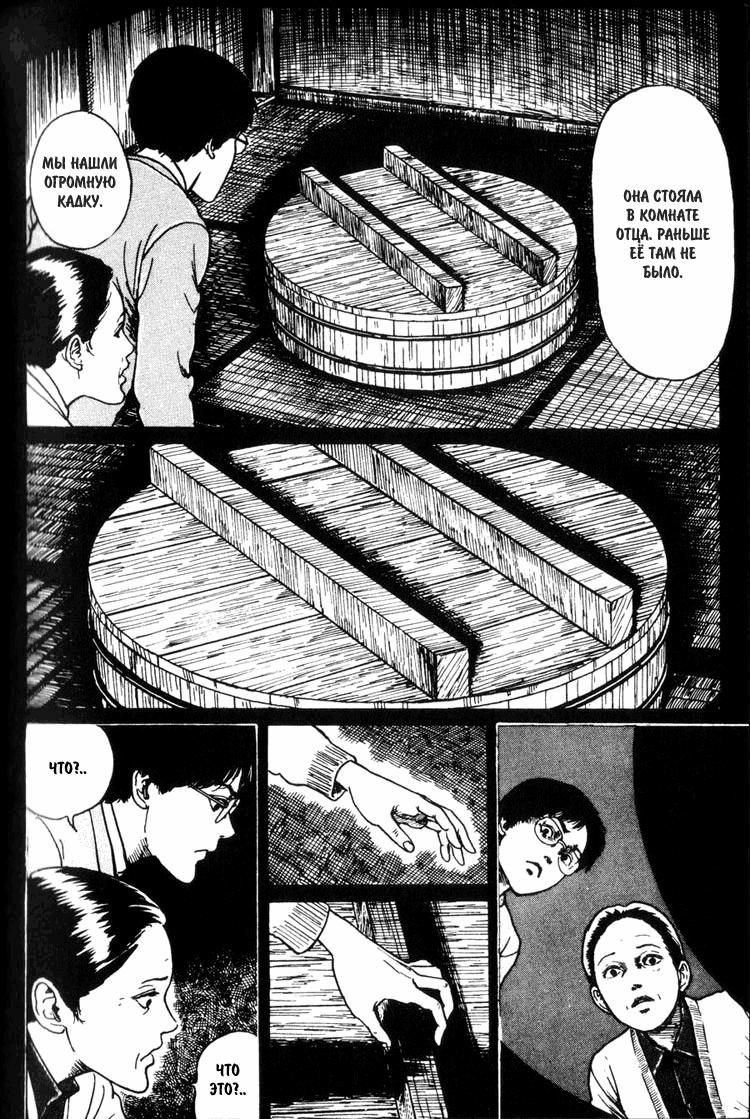 МЫ НАШЛИ
ОГРОМНУЮ
КАДКУ.
ОНА СТОЯЛА
В КОМНАТЕ
ОТЦА. РАНЬШЕ
ЕЁ ТАМ НЕ
БЫЛО.
ЧТО?..
ЧТО
ЭТО?..